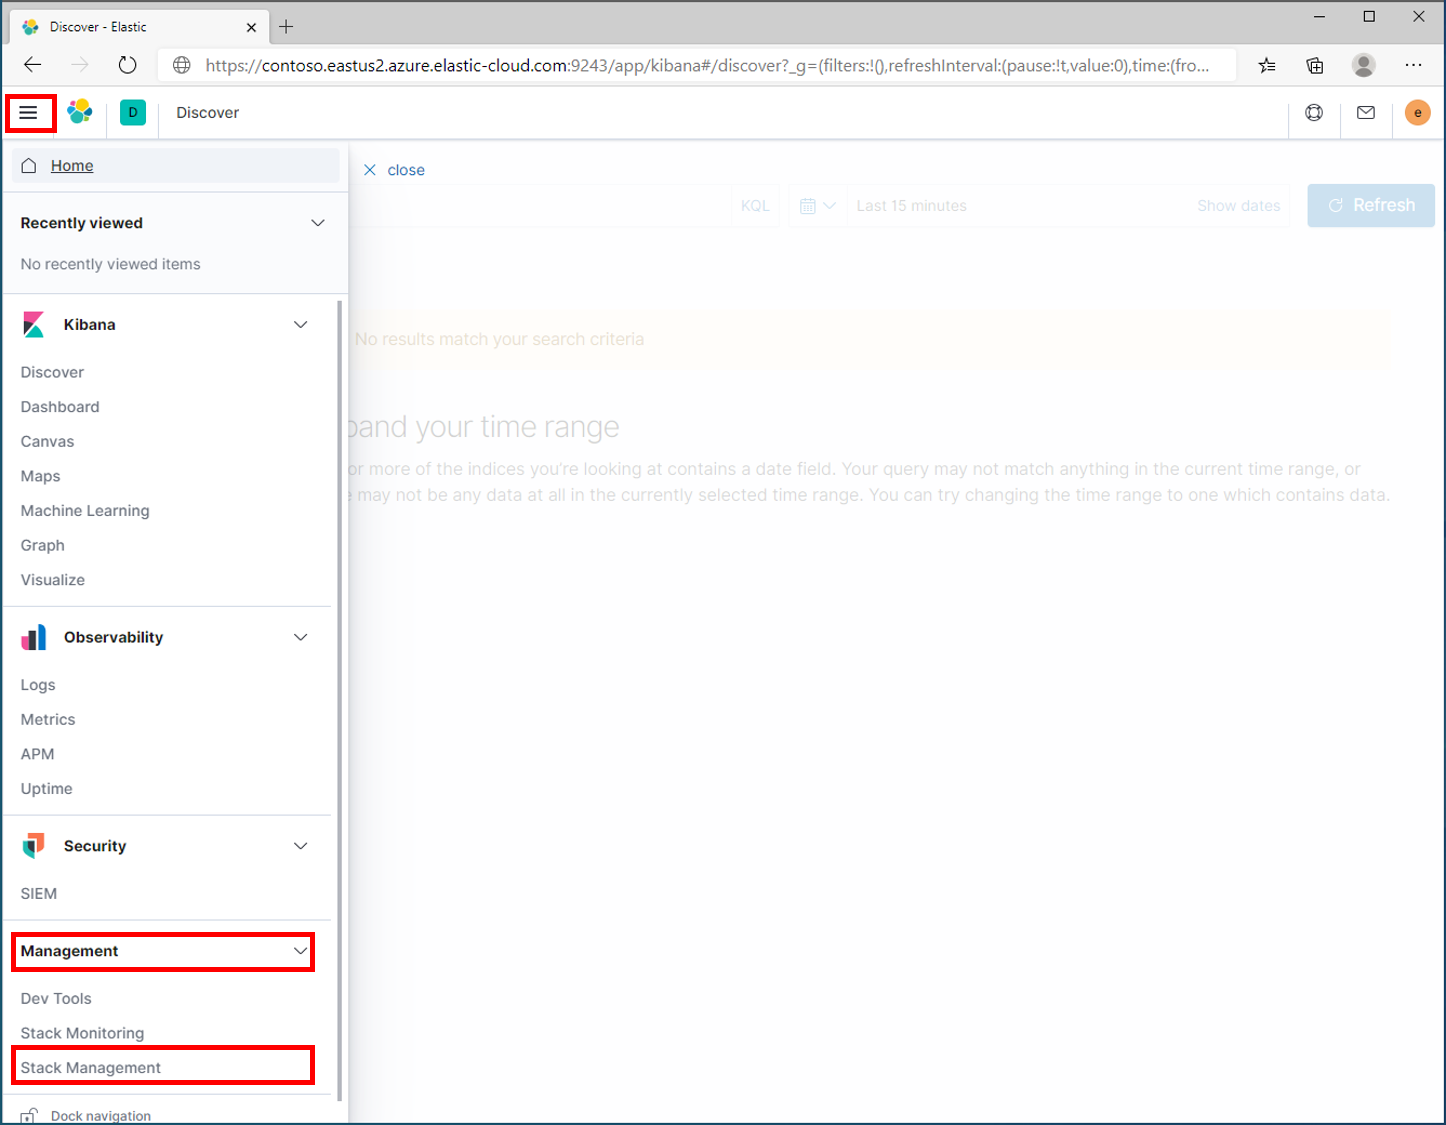 Discover - Elastic
https://contoso.eastus2.azure.elastic-cloud.com:9243/app/kibana#/discover?_g=(filters:!(),refreshInterval:(pause:!t,value:0),time:(fro...
D
Discover
e
Home
close
KQL
Last 15 minutes
Show dates
Refresh
Recently viewed
No recently viewed items
Kibana
No results match your search criteria
Discover
Dashboard
Canvas
Maps
Machine Learning
Graph
Visualize
your time range
or more of the indices you're looking at contains a date field. Your query may not match anything in the current time range, or
may not be any data at all in the currently selected time range. You can try changing the time range to one which contains data.
Observability
Logs
Metrics
APM
Uptime
Security
SIEM
Management
Dev Tools
Stack Monitoring
Stack Management
Dock navigation